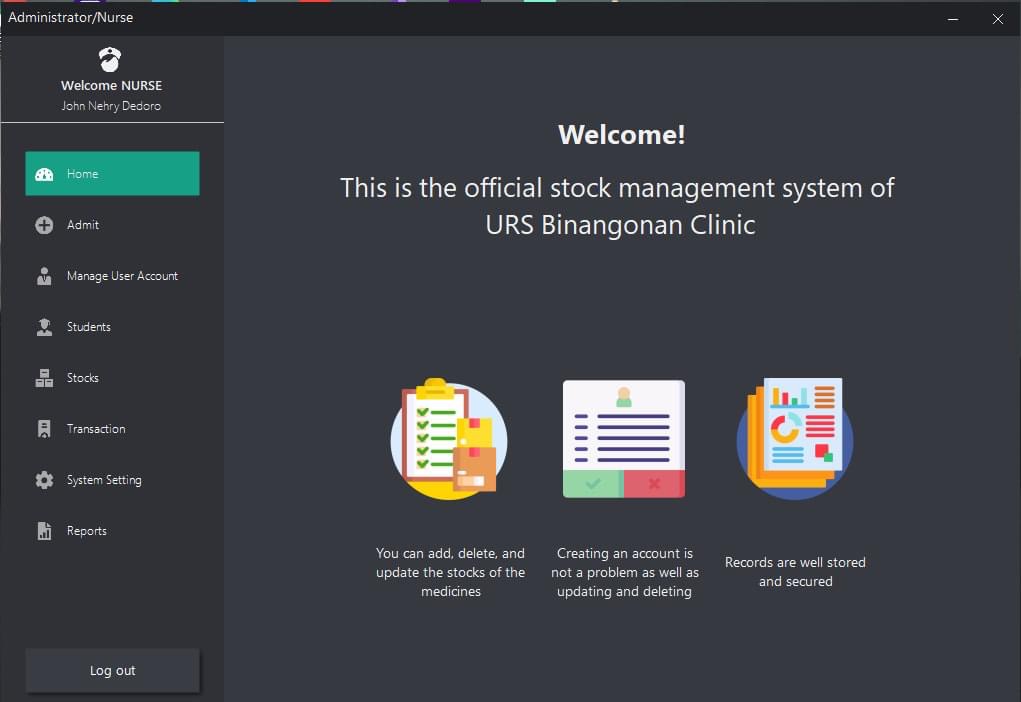 Administrator/Nurse
Welcome NURSE
John Nehry Dedoro
Home
Admit
Manage User Account
Students
Stocks
Transaction
System Setting
Reports
Log out
Welcome!
This is the official stock management system of
URS Binangonan Clinic
You can add, delete, and
update the stocks of the
medicines
Creating an account is
not a problem as well as
updating and deleting
Records are well stored
and secured